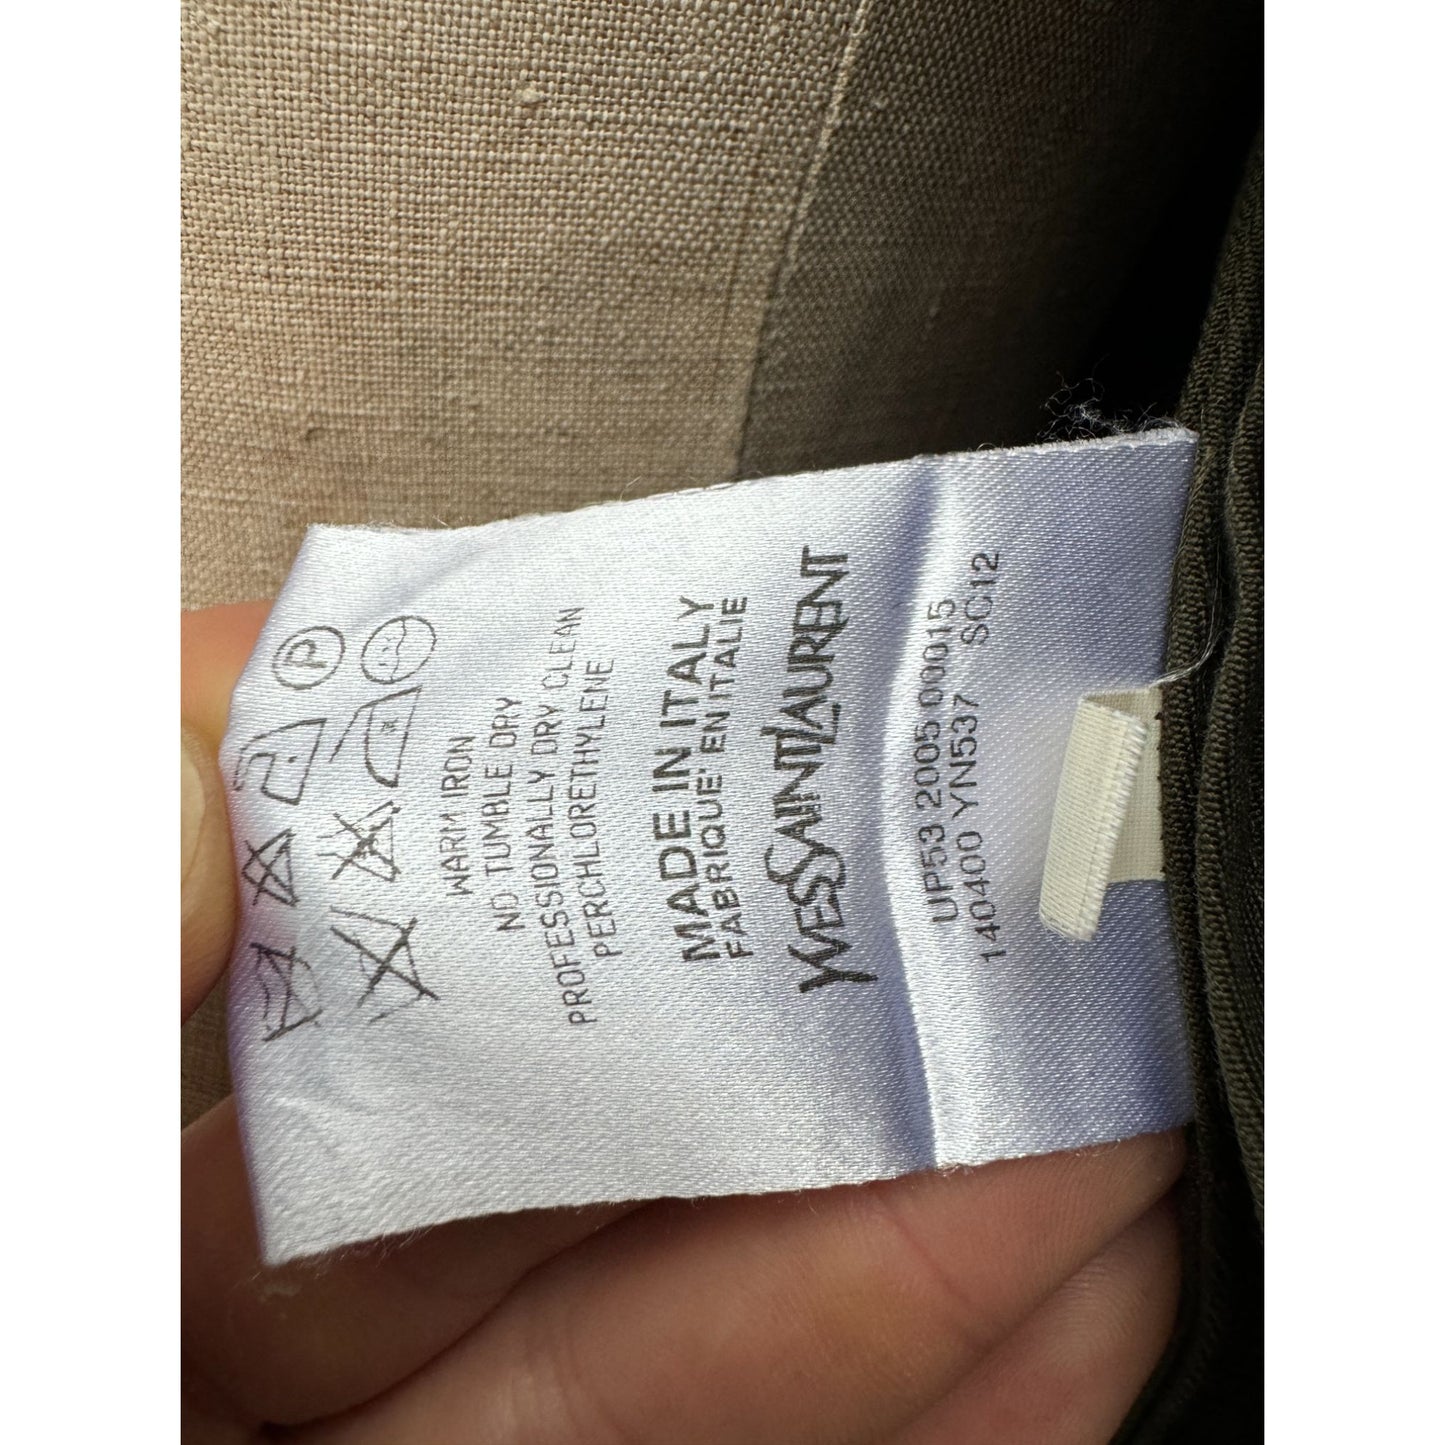 P
WARM IRON
NO TUMBLE DRY
PROFESSIONALLY DRY CLEAN
PERCHLORETHYLENE
MADE IN ITALY
FABRIQUE' EN ITALIE
YVESSAINTLAURENT
UP53 2005 00015
140400 YN537 SC12